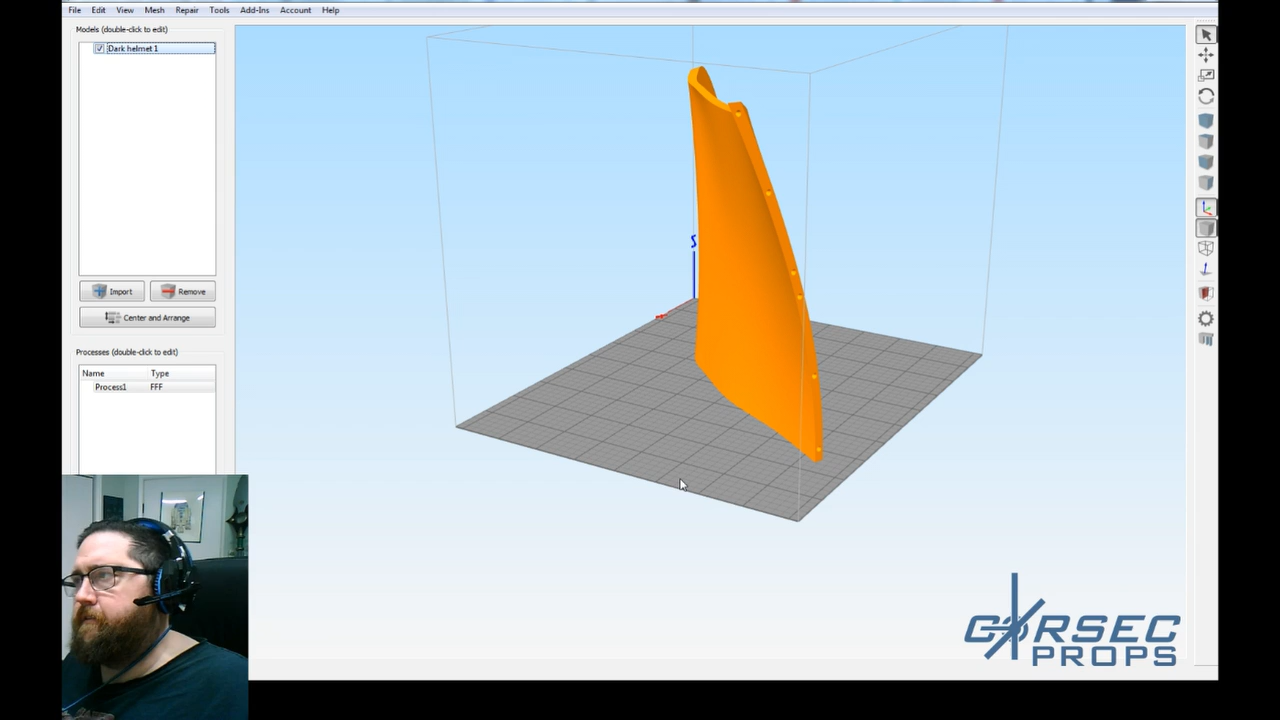 File Edit View Mesh Repair Tools Add-Ins Account Help
Models (double-click to edit)
Dark helmet 1
Import Remove
Center and Arrange
Processes (double-click to edit)
Name Type
Process1 FFF
GORSEC
PROPS